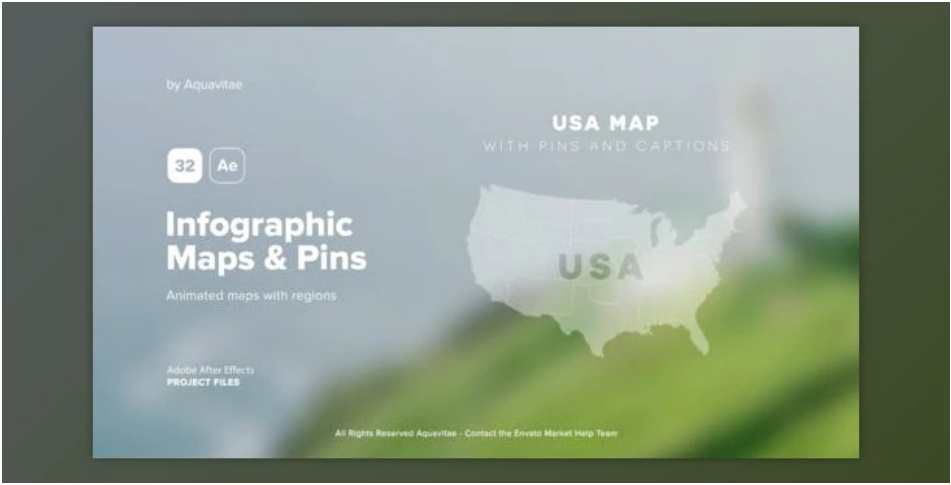 by Aquavitae
32 Ae
Infographic
Maps & Pins
Animated maps with regions
Adobe After Effects
PROJECT FILES
USA MAP
WITH PINS AND CAPTIONS
USA
All Rights Reserved Aquavitae - Contact the Envato Market Help Team